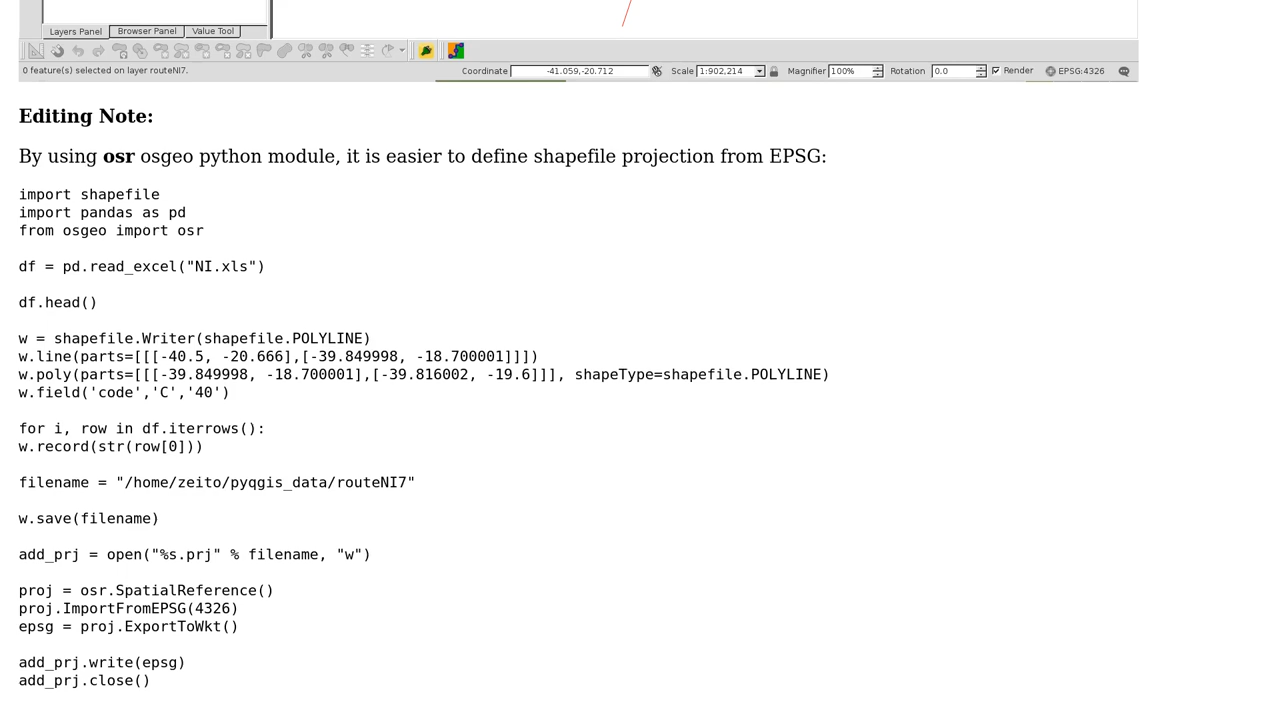 Layers Panel Browser Panel Value Tool
0 feature(s) selected on layer routeNI7. Coordinate -41.059,-20.712 Scale 1:902,214 Magnifier 100% Rotation 0.0 Render EPSG:4326
Editing Note:
By using osr osgeo python module, it is easier to define shapefile projection from EPSG:
import shapefile
import pandas as pd
from osgeo import osr
df = pd.read_excel("NI.xls")
df.head()
w = shapefile.Writer(shapefile.POLYLINE)
w.line(parts=[[[-40.5, -20.666],[-39.849998, -18.700001]]])
w.poly(parts=[[[-39.849998, -18.700001],[-39.816002, -19.6]]], shapeType=shapefile.POLYLINE)
w.field('code','C','40')
for i, row in df.iterrows():
w.record(str(row[0]))
filename = "/home/zeito/pyqgis_data/routeNI7"
w.save(filename)
add_prj = open("%s.prj" % filename, "w")
proj = osr.SpatialReference()
proj.ImportFromEPSG(4326)
epsg = proj.ExportToWkt()
add_prj.write(epsg)
add_prj.close()